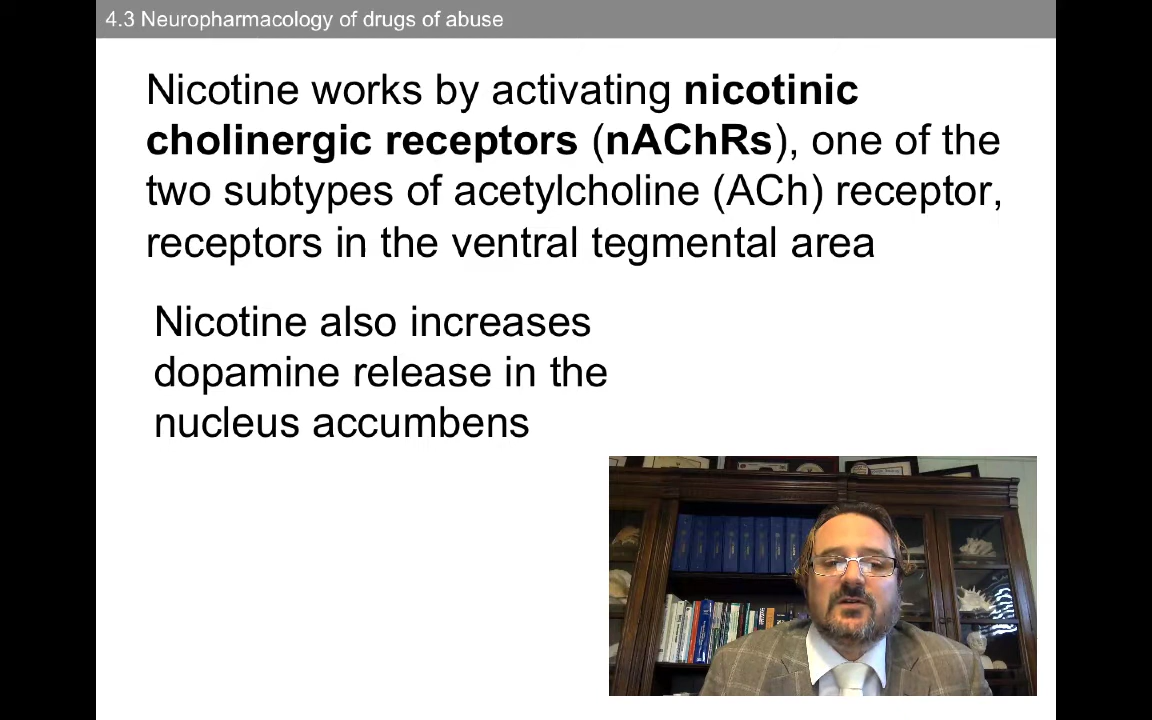 4.3 Neuropharmacology of drugs of abuse
Nicotine works by activating nicotinic
cholinergic receptors (nAChRs), one of the
two subtypes of acetylcholine (ACh) receptor,
receptors in the ventral tegmental area
Nicotine also increases
dopamine release in the
nucleus accumbens